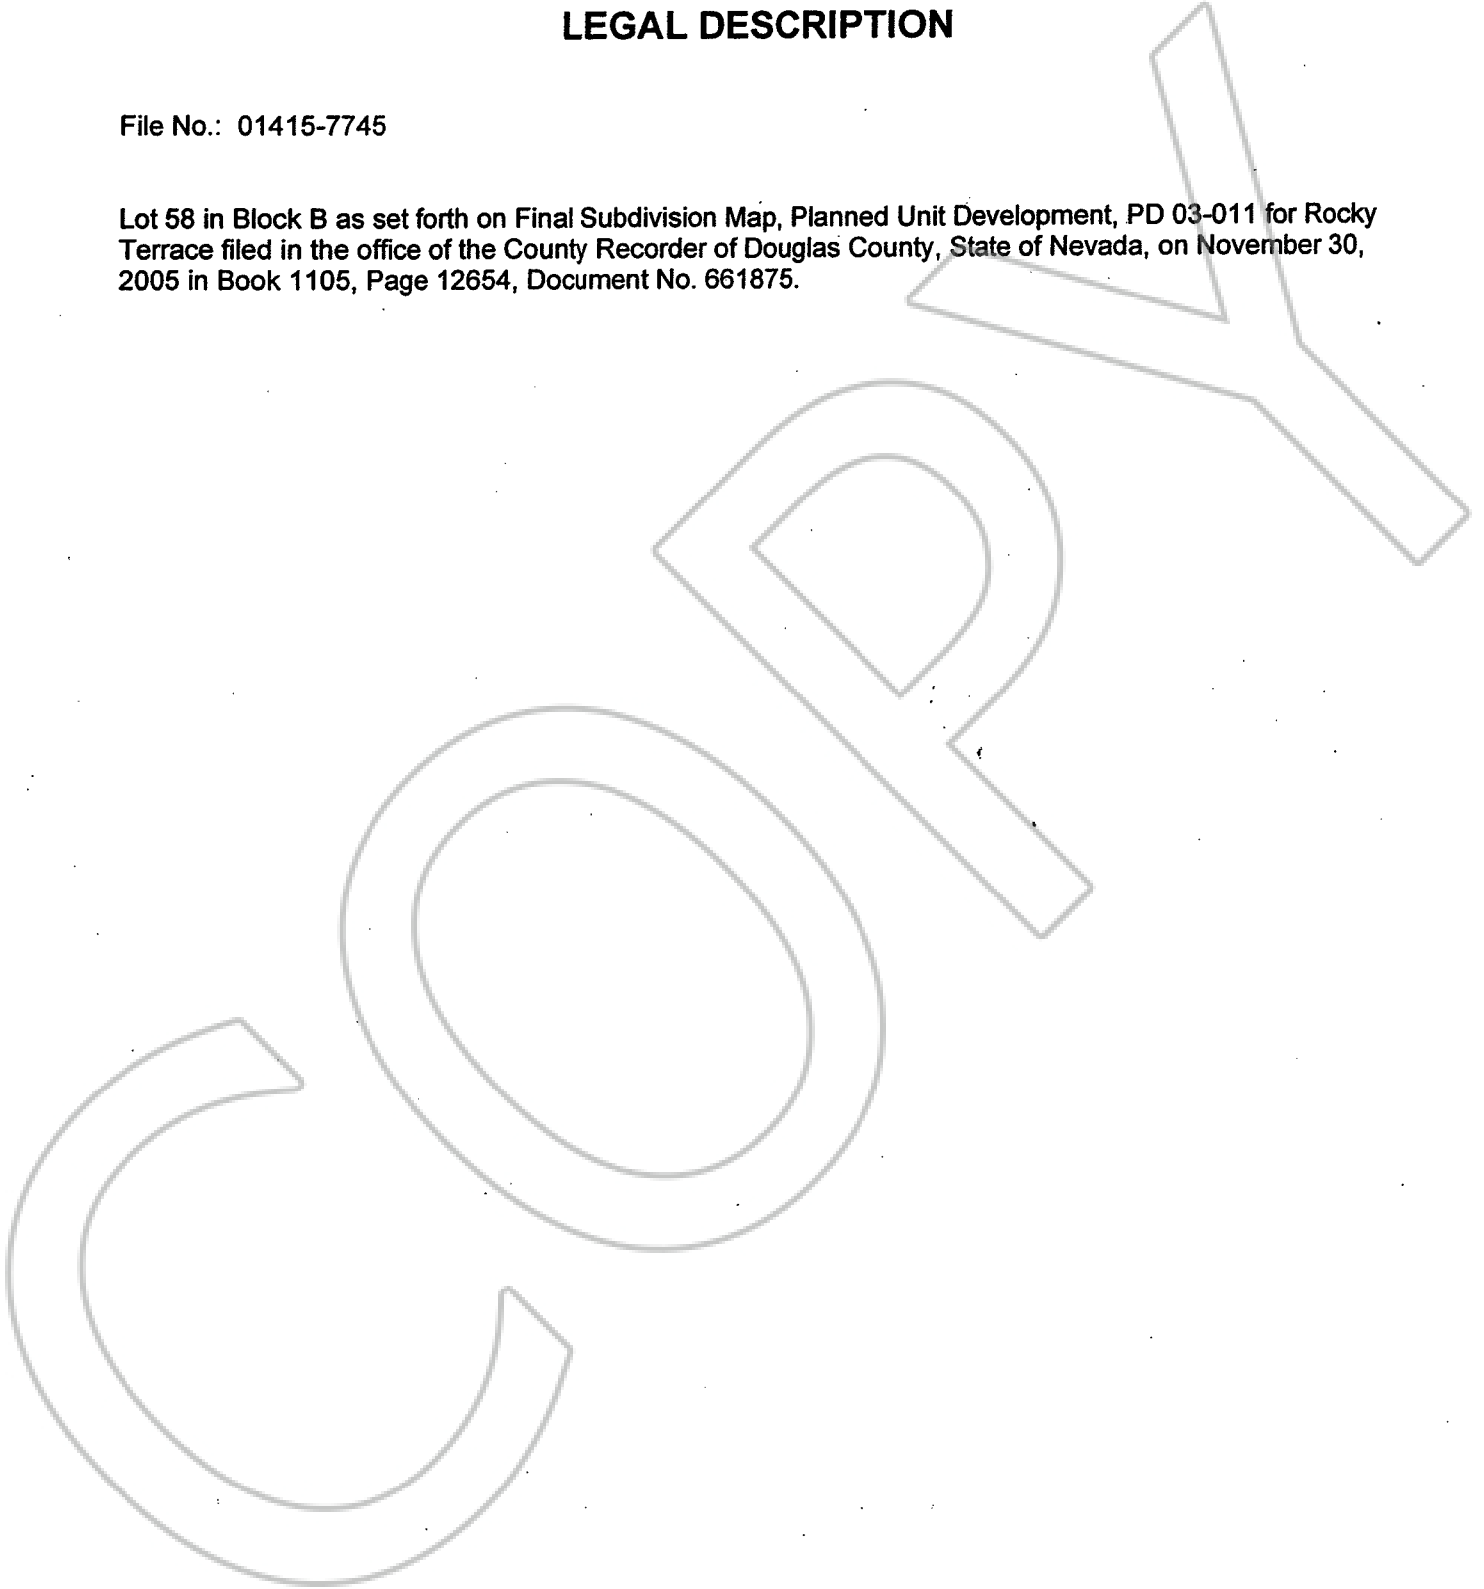 LEGAL DESCRIPTION
File No.: 01415-7745
Lot 58 in Block B as set forth on Final Subdivision Map, Planned Unit Development, PD 03-011 for Rocky
Terrace filed in the office of the County Recorder of Douglas County, State of Nevada, on November 30,
2005 in Book 1105, Page 12654, Document No. 661875.
COPY